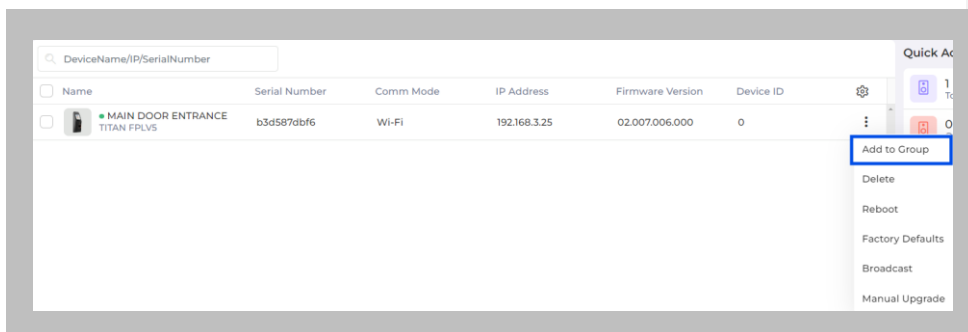 DeviceName/IP/SerialNumber
Quick Ac
Name Serial Number Comm Mode IP Address Firmware Version Device ID
1
To
MAIN DOOR ENTRANCE
TITAN FPLV5
b3d587dbf6 Wi-Fi 192.168.3.25 02.007.006.000 0
0
Add to Group
Delete
Reboot
Factory Defaults
Broadcast
Manual Upgrade